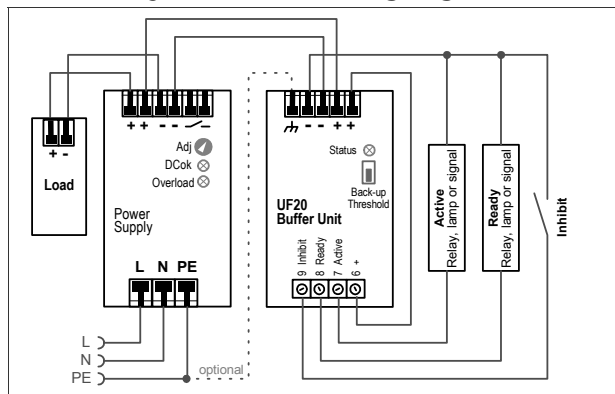 + + - -
- - + +
Adj
DCok
Overload
Status
Back-up
Threshold
+ -
Load
Power
Supply
UF20
Buffer Unit
Active
Relay, lamp or signal
Ready
Relay, lamp or signal
Inhibit
9 Inhibit
8 Ready
7 Active
6 +
L N PE
L
N
PE
optional